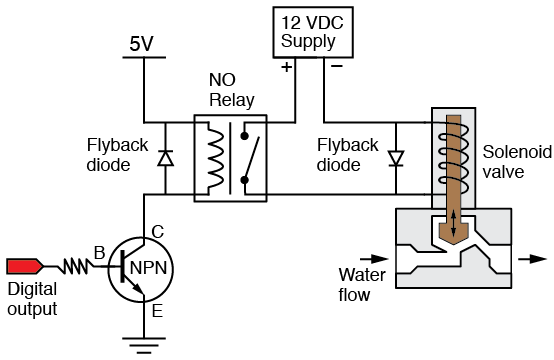 12 VDC
Supply
+
−
5V
NO
Relay
Flyback
diode
Flyback
diode
Solenoid
valve
C
B
NPN
E
Digital
output
Water
flow